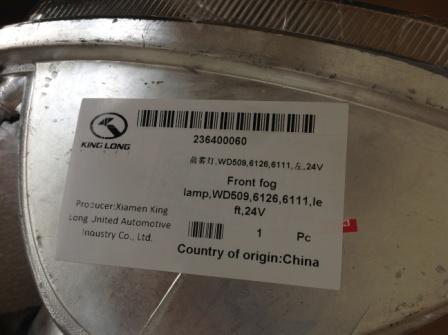 KING LONG
236400060
前雾灯,WD509,6126,6111,左,24V
Front fog
lamp,WD509,6126,6111,le
ft,24V
Producer:Xiamen King
Long United Automotive
Industry Co., Ltd.
1 Pc
Country of origin:China